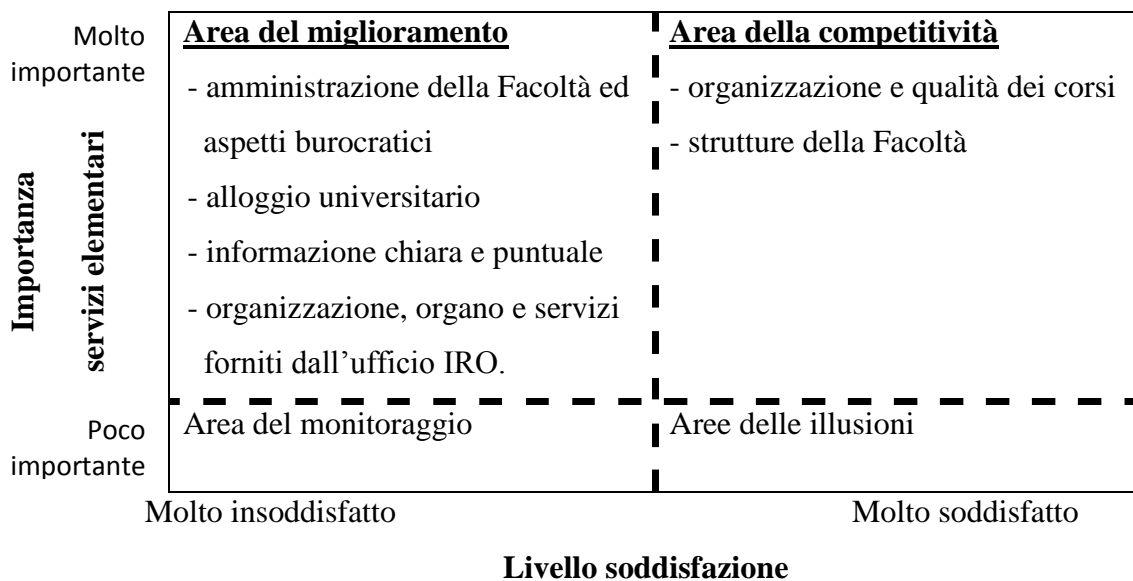 Molto
importante
Importanza
servizi elementari
Poco
importante
Area del miglioramento
- amministrazione della Facoltà ed
aspetti burocratici
- alloggio universitario
- informazione chiara e puntuale
- organizzazione, organo e servizi
forniti dall’ufficio IRO.
Area della competitività
- organizzazione e qualità dei corsi
- strutture della Facoltà
Area del monitoraggio
Aree delle illusioni
Molto insoddisfatto
Molto soddisfatto
Livello soddisfazione